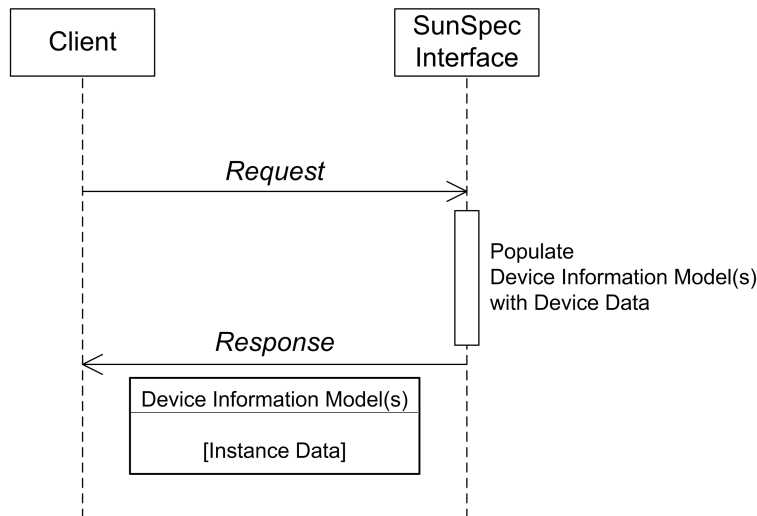 Client
SunSpec
Interface
Request
Populate
Device Information Model(s)
with Device Data
Response
Device Information Model(s)
[Instance Data]